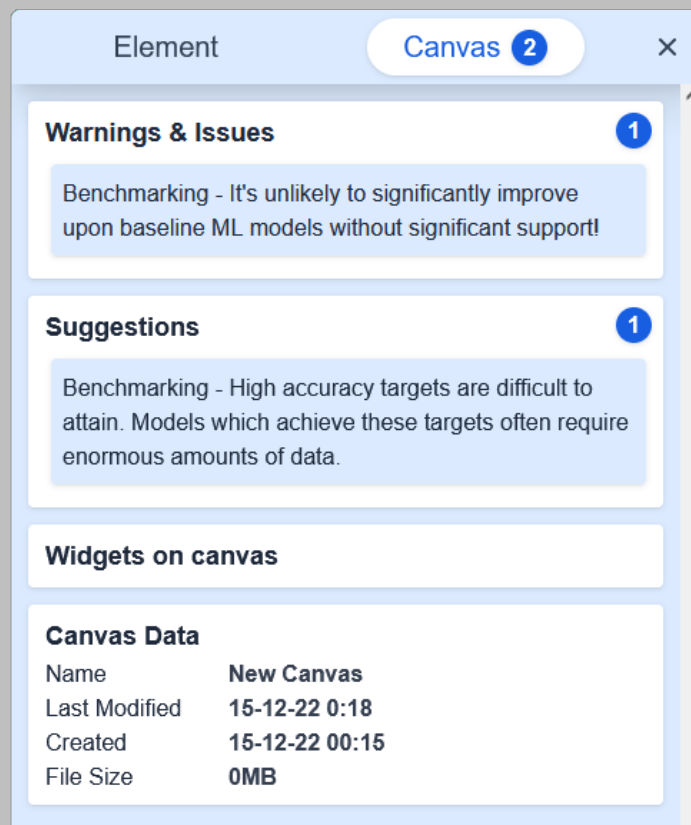 Element
Canvas 2
Warnings & Issues 1
Benchmarking - It's unlikely to significantly improve
upon baseline ML models without significant support!
Suggestions 1
Benchmarking - High accuracy targets are difficult to
attain. Models which achieve these targets often require
enormous amounts of data.
Widgets on canvas
Canvas Data
Name New Canvas
Last Modified 15-12-22 0:18
Created 15-12-22 00:15
File Size 0MB